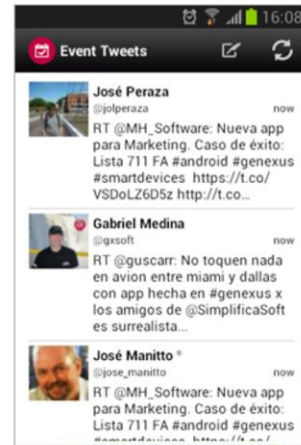 16:08
Event Tweets
José Peraza
@jolperaza now
RT @MH_Software: Nueva app
para Marketing. Caso de éxito:
Lista 711 FA #android #genexus
#smartdevices https://t.co/
VSDoLZ6D5z http://t.co...
Gabriel Medina
@gxsoft now
RT @guscarr: No toquen nada
en avion entre miami y dallas
con app hecha en #genexus x
los amigos de @SimplificaSoft
es surrealista...
José Manitto ®
@jose_manitto now
RT @MH_Software: Nueva app
para Marketing. Caso de éxito:
Lista 711 FA #android #genexus
#smartdevices https://t.co/